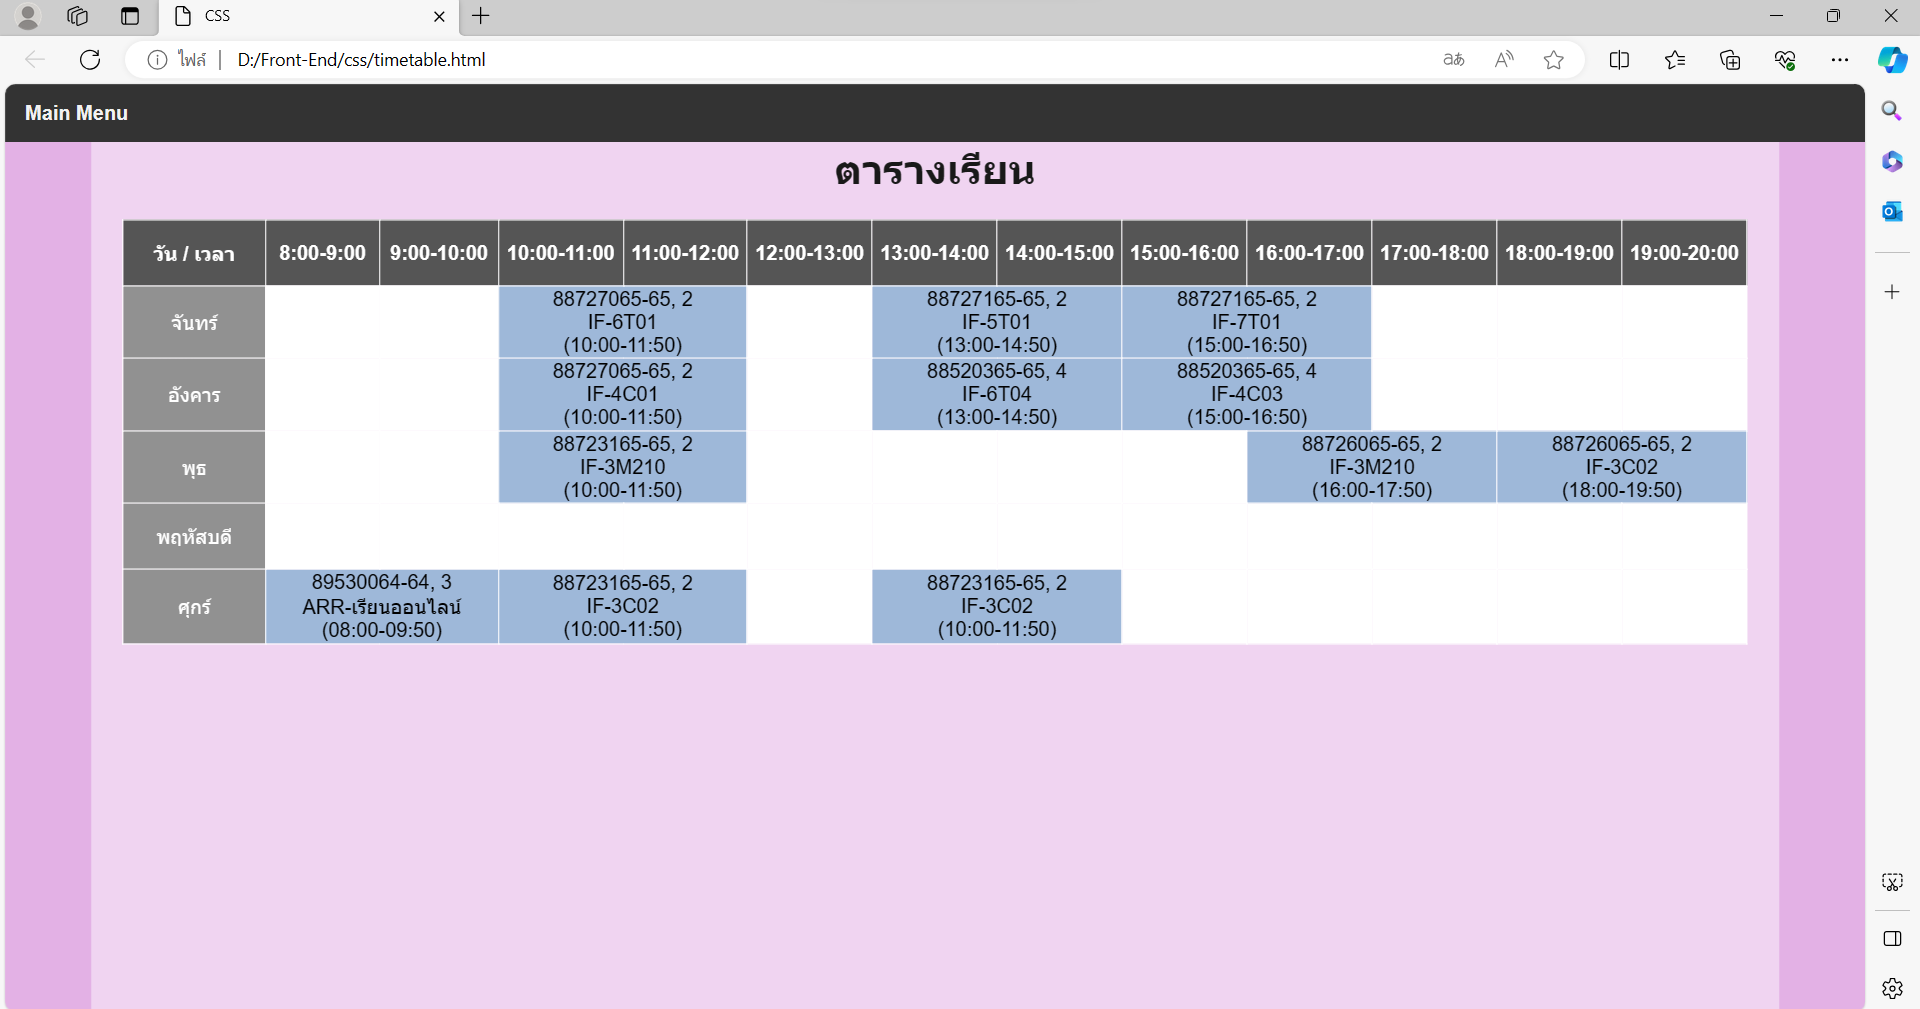 CSS
ไฟล์
D:/Front-End/css/timetable.html
Main Menu
ตารางเรียน
วัน / เวลา 8:00-9:00 9:00-10:00 10:00-11:00 11:00-12:00 12:00-13:00 13:00-14:00 14:00-15:00 15:00-16:00 16:00-17:00 17:00-18:00 18:00-19:00 19:00-20:00
จันทร์
88727065-65, 2
IF-6T01
(10:00-11:50)
88727165-65, 2
IF-5T01
(13:00-14:50)
88727165-65, 2
IF-7T01
(15:00-16:50)
อังคาร
88727065-65, 2
IF-4C01
(10:00-11:50)
88520365-65, 4
IF-6T04
(13:00-14:50)
88520365-65, 4
IF-4C03
(15:00-16:50)
พุธ
88723165-65, 2
IF-3M210
(10:00-11:50)
88726065-65, 2
IF-3M210
(16:00-17:50)
88726065-65, 2
IF-3C02
(18:00-19:50)
พฤหัสบดี
ศุกร์
89530064-64, 3
ARR-เรียนออนไลน์
(08:00-09:50)
88723165-65, 2
IF-3C02
(10:00-11:50)
88723165-65, 2
IF-3C02
(10:00-11:50)